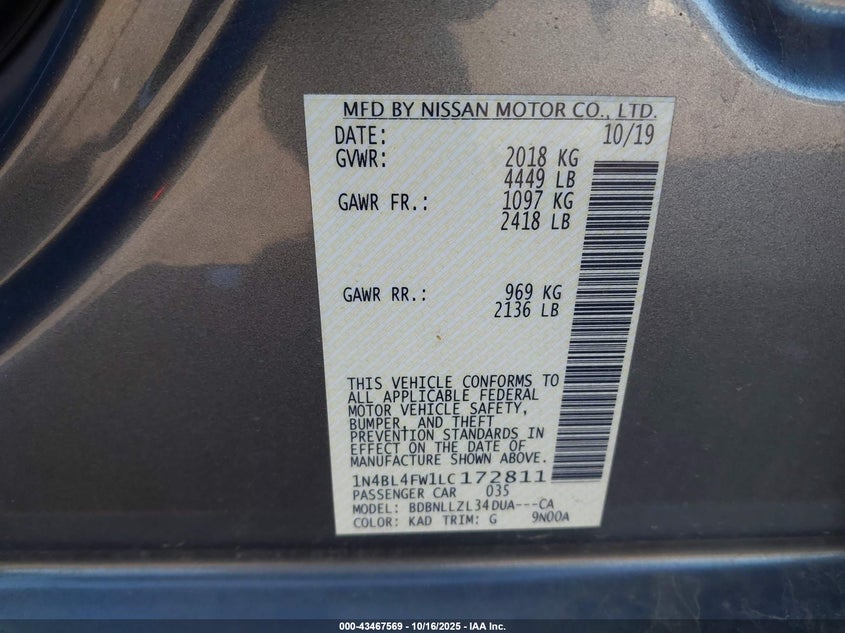 MFD BY NISSAN MOTOR CO., LTD.
DATE: 10/19
GVWR: 2018 KG
4449 LB
GAWR FR.: 1097 KG
2418 LB
GAWR RR.: 969 KG
2136 LB
THIS VEHICLE CONFORMS TO
ALL APPLICABLE FEDERAL
MOTOR VEHICLE SAFETY,
BUMPER, AND THEFT
PREVENTION STANDARDS IN
EFFECT ON THE DATE OF
MANUFACTURE SHOWN ABOVE.
1N4BL4FW1LC172811
PASSENGER CAR 035
MODEL: BDBNLLZL34DUA---CA
COLOR: KAD TRIM: G 9N00A
000-43467569 - 10/16/2025 - IAA Inc.